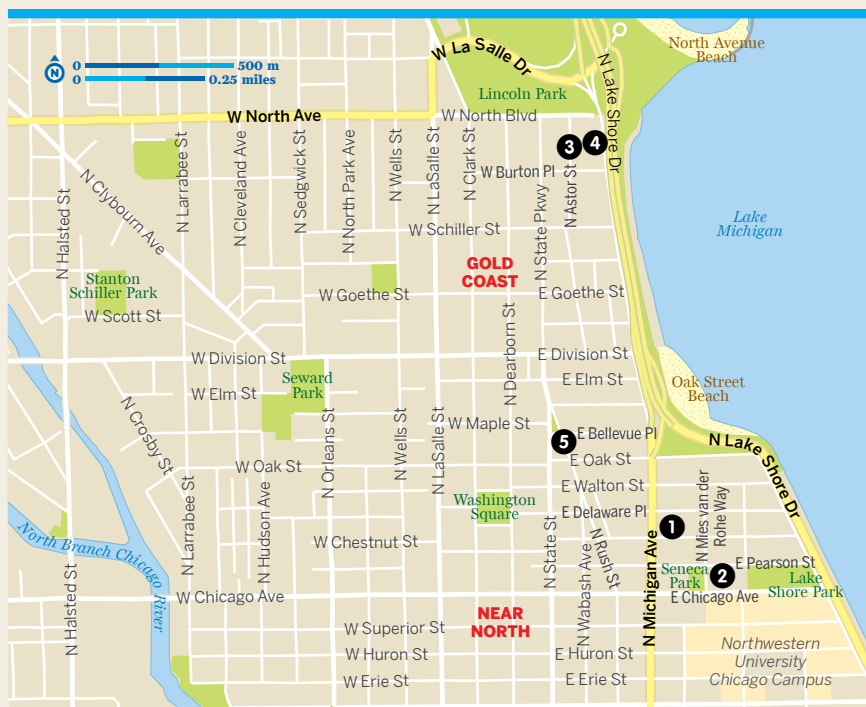 W La Salle Dr
North Avenue
Beach
0
500 m
N
0
0.25 miles
Lincoln Park
N Lake Shore Dr
W North Ave
W North Blvd
3
4
N Halsted St
N Clybourn Ave
N Larrabee St
N Cleveland Ave
N Sedgwick St
N North Park Ave
N Wells St
N LaSalle St
N Clark St
W Burton Pl
N State Pkwy
N Astor St
Lake
Michigan
W Schiller St
GOLD
COAST
Stanton
Schiller Park
W Goethe St
E Goethe St
W Scott St
N Dearborn St
W Division St
E Division St
Seward
Park
E Elm St
W Elm St
Oak Street
Beach
N Crosby St
N Orleans St
N Wells St
N LaSalle St
W Maple St
5
E Bellevue Pl
N Lake Shore Dr
W Oak St
E Oak St
N Larrabee St
N Hudson Ave
E Walton St
Washington
Square
E Delaware Pl
N Mies van der
Rohe Way
1
North Branch Chicago River
W Chestnut St
N State St
N Rush St
N Michigan Ave
E Pearson St
Seneca
Park
2
Lake
Shore Park
N Halsted St
W Chicago Ave
N Wabash Ave
E Chicago Ave
NEAR
NORTH
W Superior St
Northwestern
University
Chicago Campus
W Huron St
E Huron St
W Erie St
E Erie St